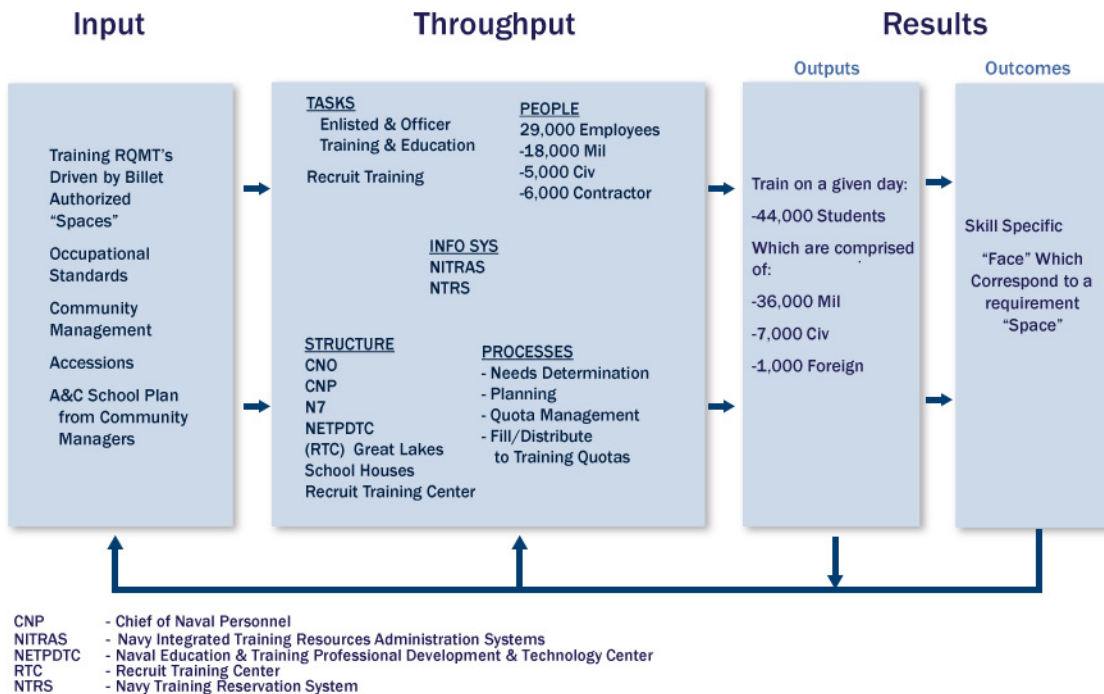 Input
Throughput
Results
Outputs
Outcomes
Training RQMT's
Driven by Billet
Authorized
“Spaces”
Occupational
Standards
Community
Management
Accessions
A&C School Plan
from Community
Managers
TASKS
Enlisted & Officer
Training & Education
Recruit Training
PEOPLE
29,000 Employees
-18,000 Mil
-5,000 Civ
-6,000 Contractor
INFO SYS
NITRAS
NTRS
STRUCTURE
CNO
CNP
N7
NETPDTC
(RTC) Great Lakes
School Houses
Recruit Training Center
PROCESSES
- Needs Determination
- Planning
- Quota Management
- Fill/Distribute
to Training Quotas
Train on a given day:
-44,000 Students
Which are comprised
of:
-36,000 Mil
-7,000 Civ
-1,000 Foreign
Skill Specific
“Face” Which
Correspond to a
requirement
“Space”
CNP - Chief of Naval Personnel
NITRAS - Navy Integrated Training Resources Administration Systems
NETPDTC - Naval Education & Training Professional Development & Technology Center
RTC - Recruit Training Center
NTRS - Navy Training Reservation System